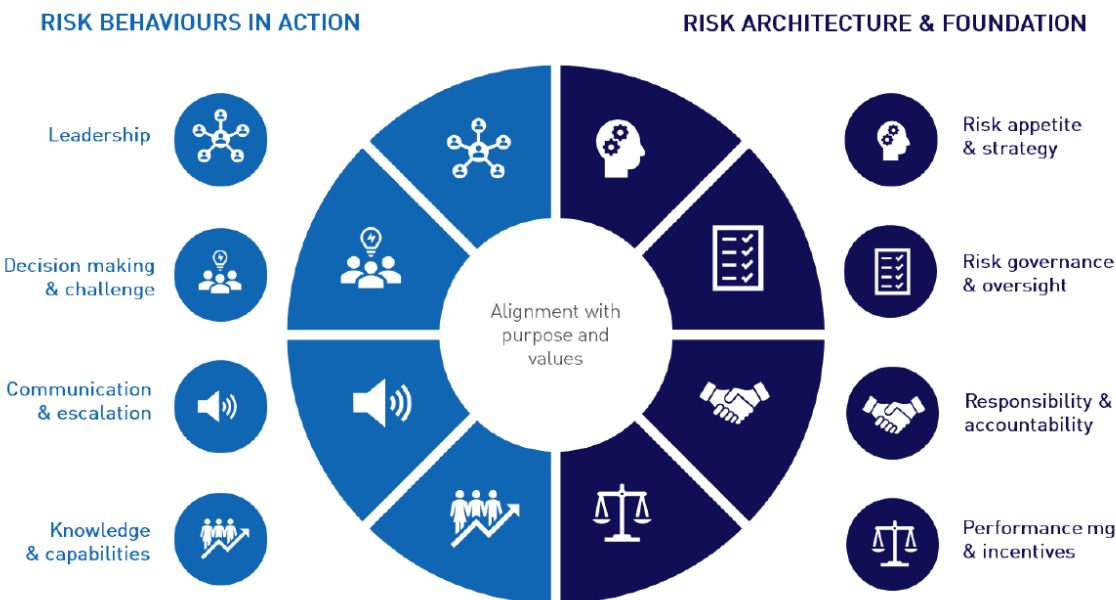 RISK BEHAVIOURS IN ACTION
RISK ARCHITECTURE & FOUNDATION
Leadership
Decision making
& challenge
Communication
& escalation
Knowledge
& capabilities
Alignment with
purpose and
values
Risk appetite
& strategy
Risk governance
& oversight
Responsibility &
accountability
Performance mg
& incentives